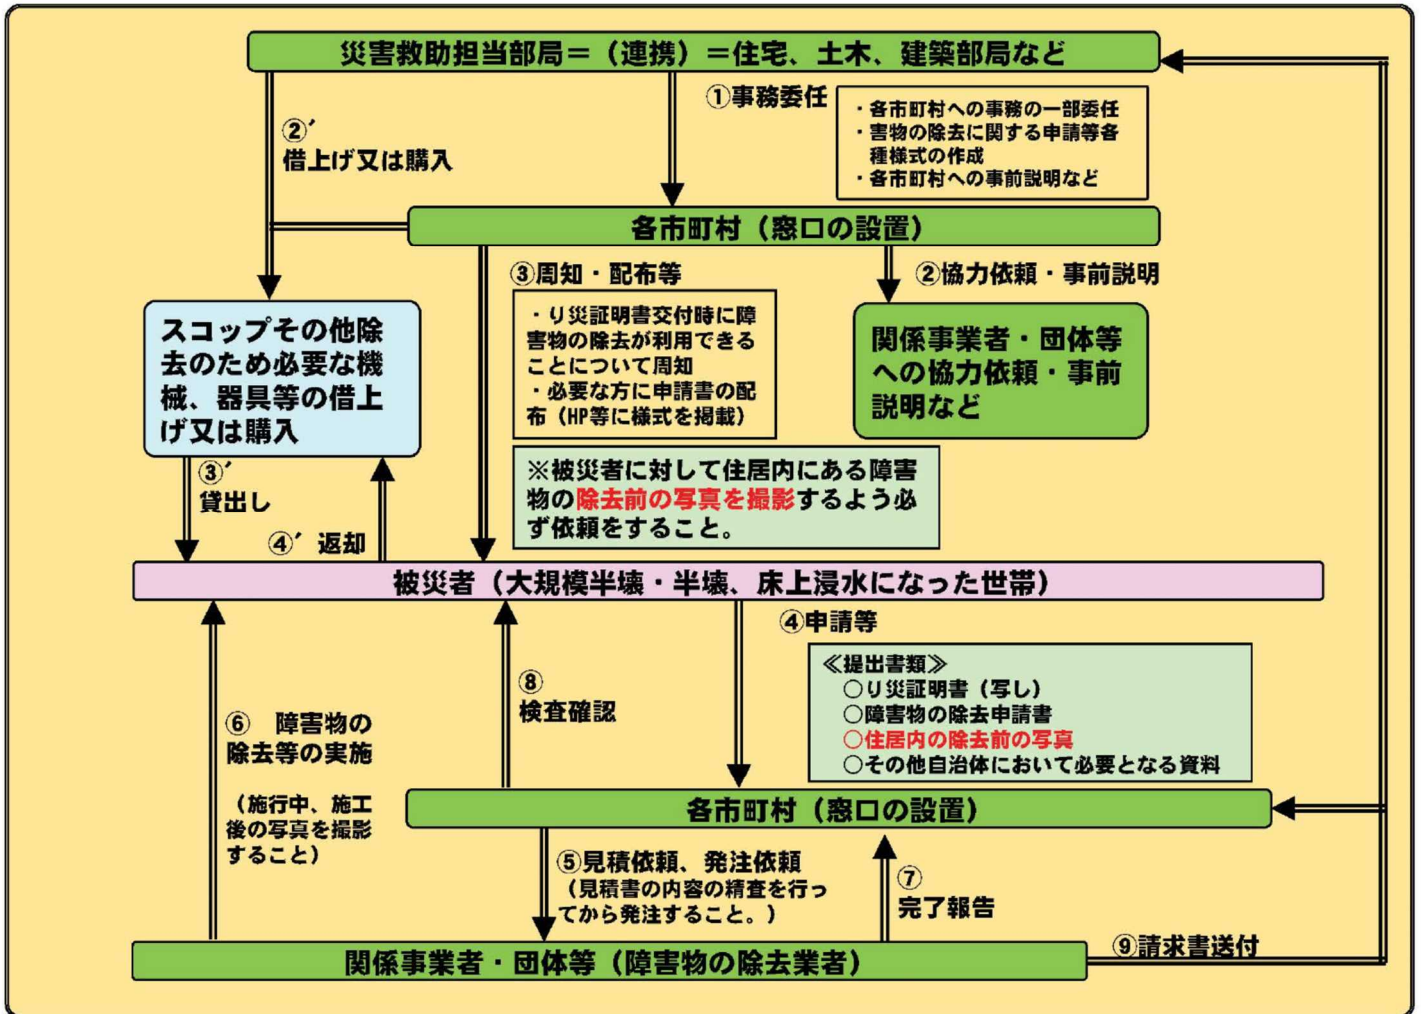 災害救助担当部局＝（連携）＝住宅、土木、建築部局など
①事務委任
・各市町村への事務の一部委任
・害物の除去に関する申請等各
種様式の作成
・各市町村への事前説明など
②′
借上げ又は購入
各市町村（窓口の設置）
③周知・配布等
・り災証明書交付時に障
害物の除去が利用できる
ことについて周知
・必要な方に申請書の配
布（HP等に様式を掲載）
②協力依頼・事前説明
関係事業者・団体等
への協力依頼・事前
説明など
スコップその他除
去のため必要な機
械、器具等の借上
げ又は購入
※被災者に対して住居内にある障害
物の除去前の写真を撮影するよう必
ず依頼をすること。
③′
貸出し
④′返却
被災者（大規模半壊・半壊、床上浸水になった世帯）
④申請等
≪提出書類≫
○り災証明書（写し）
○障害物の除去申請書
○住居内の除去前の写真
○その他自治体において必要となる資料
⑧
検査確認
⑥　障害物の
除去等の実施
（施行中、施工
後の写真を撮影
すること）
各市町村（窓口の設置）
⑤見積依頼、発注依頼
（見積書の内容の精査を行っ
てから発注すること。）
⑦
完了報告
関係事業者・団体等（障害物の除去業者）
⑨請求書送付